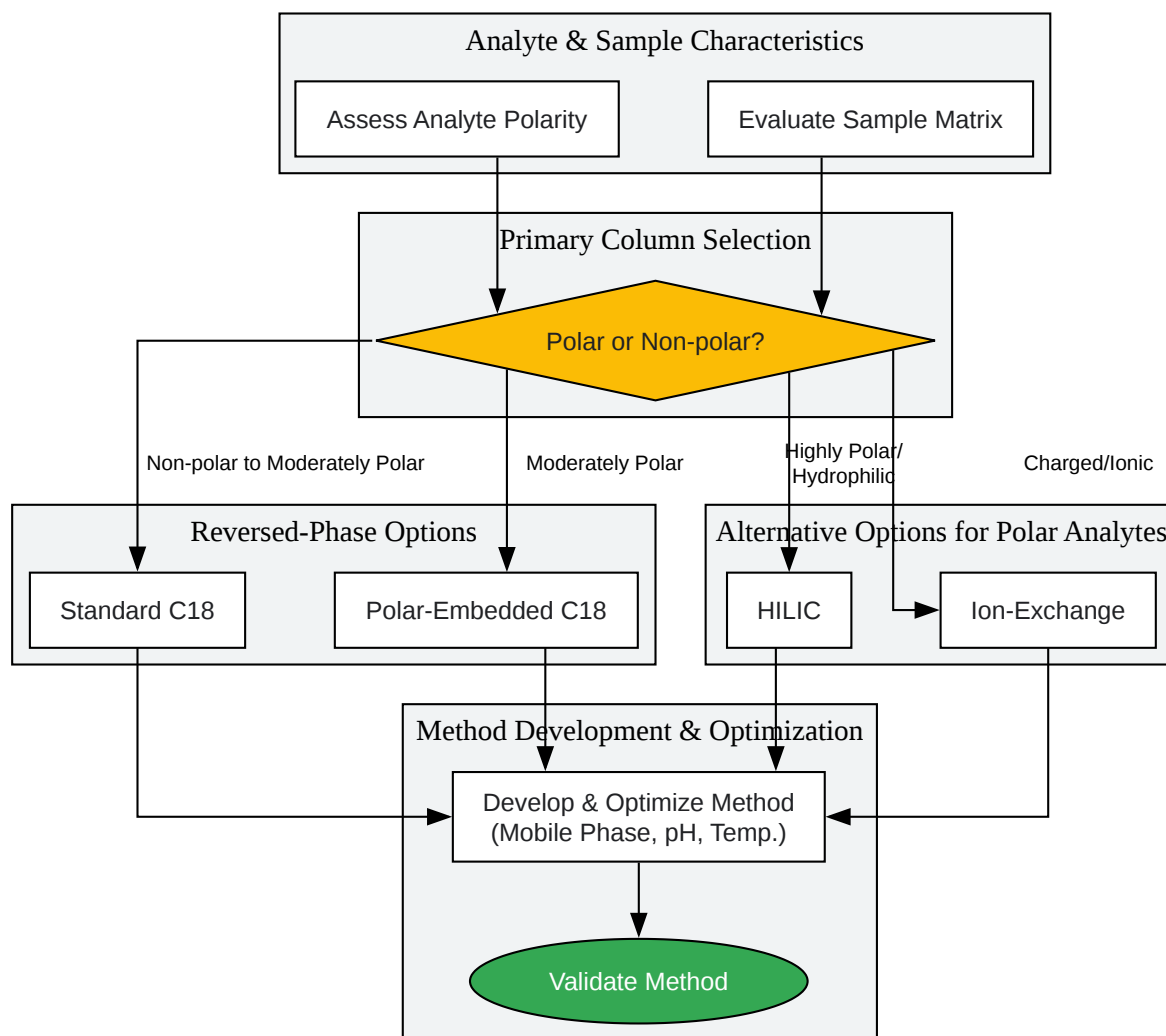 Analyte & Sample Characteristics
Assess Analyte Polarity
Evaluate Sample Matrix
Primary Column Selection
Polar or Non-polar?
Non-polar to Moderately Polar
Moderately Polar
Highly Polar/
Hydrophilic
Charged/Ionic
Reversed-Phase Options
Alternative Options for Polar Analytes
Standard C18
Polar-Embedded C18
HILIC
Ion-Exchange
Method Development & Optimization
Develop & Optimize Method
(Mobile Phase, pH, Temp.)
Validate Method